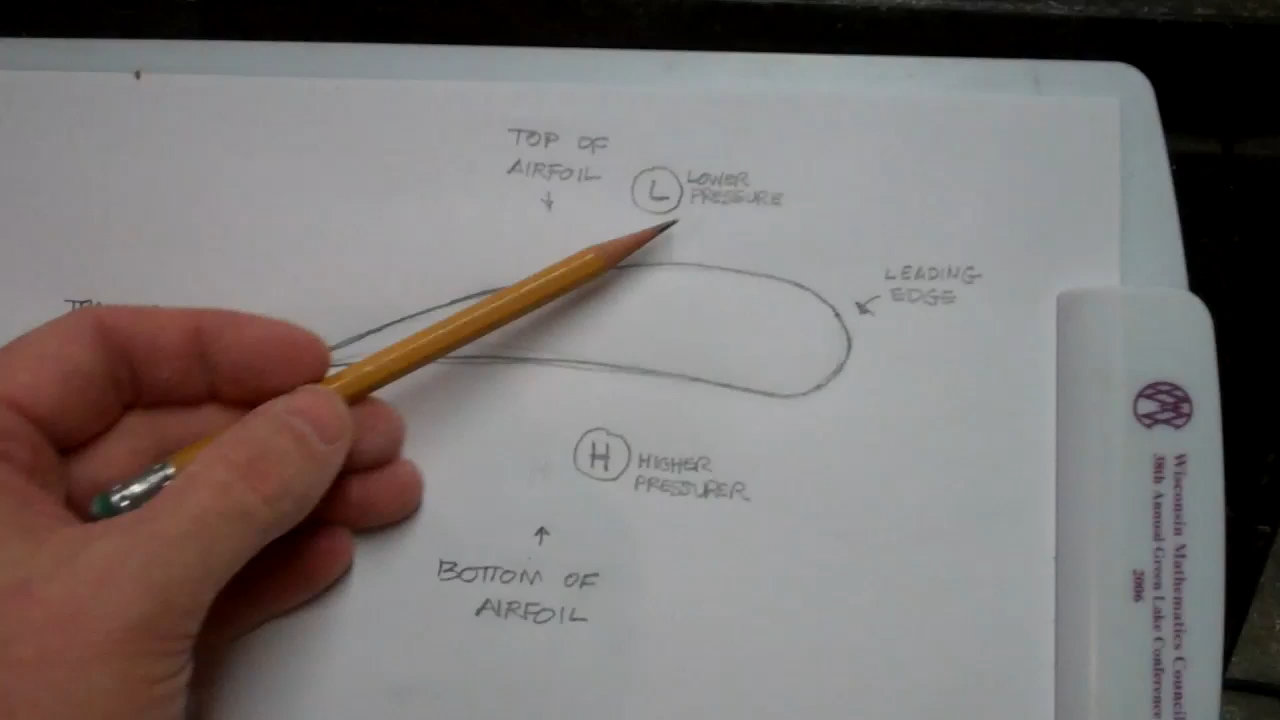 TOP OF
AIRFOIL
L
LOWER
PRESSURE
LEADING
EDGE
H
HIGHER
PRESSURER
BOTTOM OF
AIRFOIL
Wisconsin Mathematics Council
38th Annual Green Lake Conference
2006